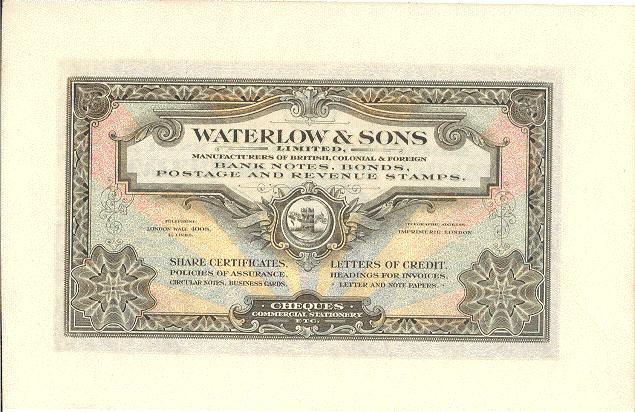 WATERLOW & SONS
LIMITED,
MANUFACTURERS OF BRITISH, COLONIAL & FOREIGN
BANK NOTES, BONDS,
POSTAGE AND REVENUE STAMPS.
TELEPHONE:
LONDON WALL 4008.
LINES.
TELEGRAPHIC ADDRESS:
IMPRIMERIE: LONDON
SHARE CERTIFICATES,
POLICIES OF ASSURANCE,
CIRCULAR NOTES, BUSINESS CARDS.
LETTERS OF CREDIT.
HEADINGS FOR INVOICES.
LETTER AND NOTE PAPERS.
CHEQUES
COMMERCIAL STATIONERY
ETC.